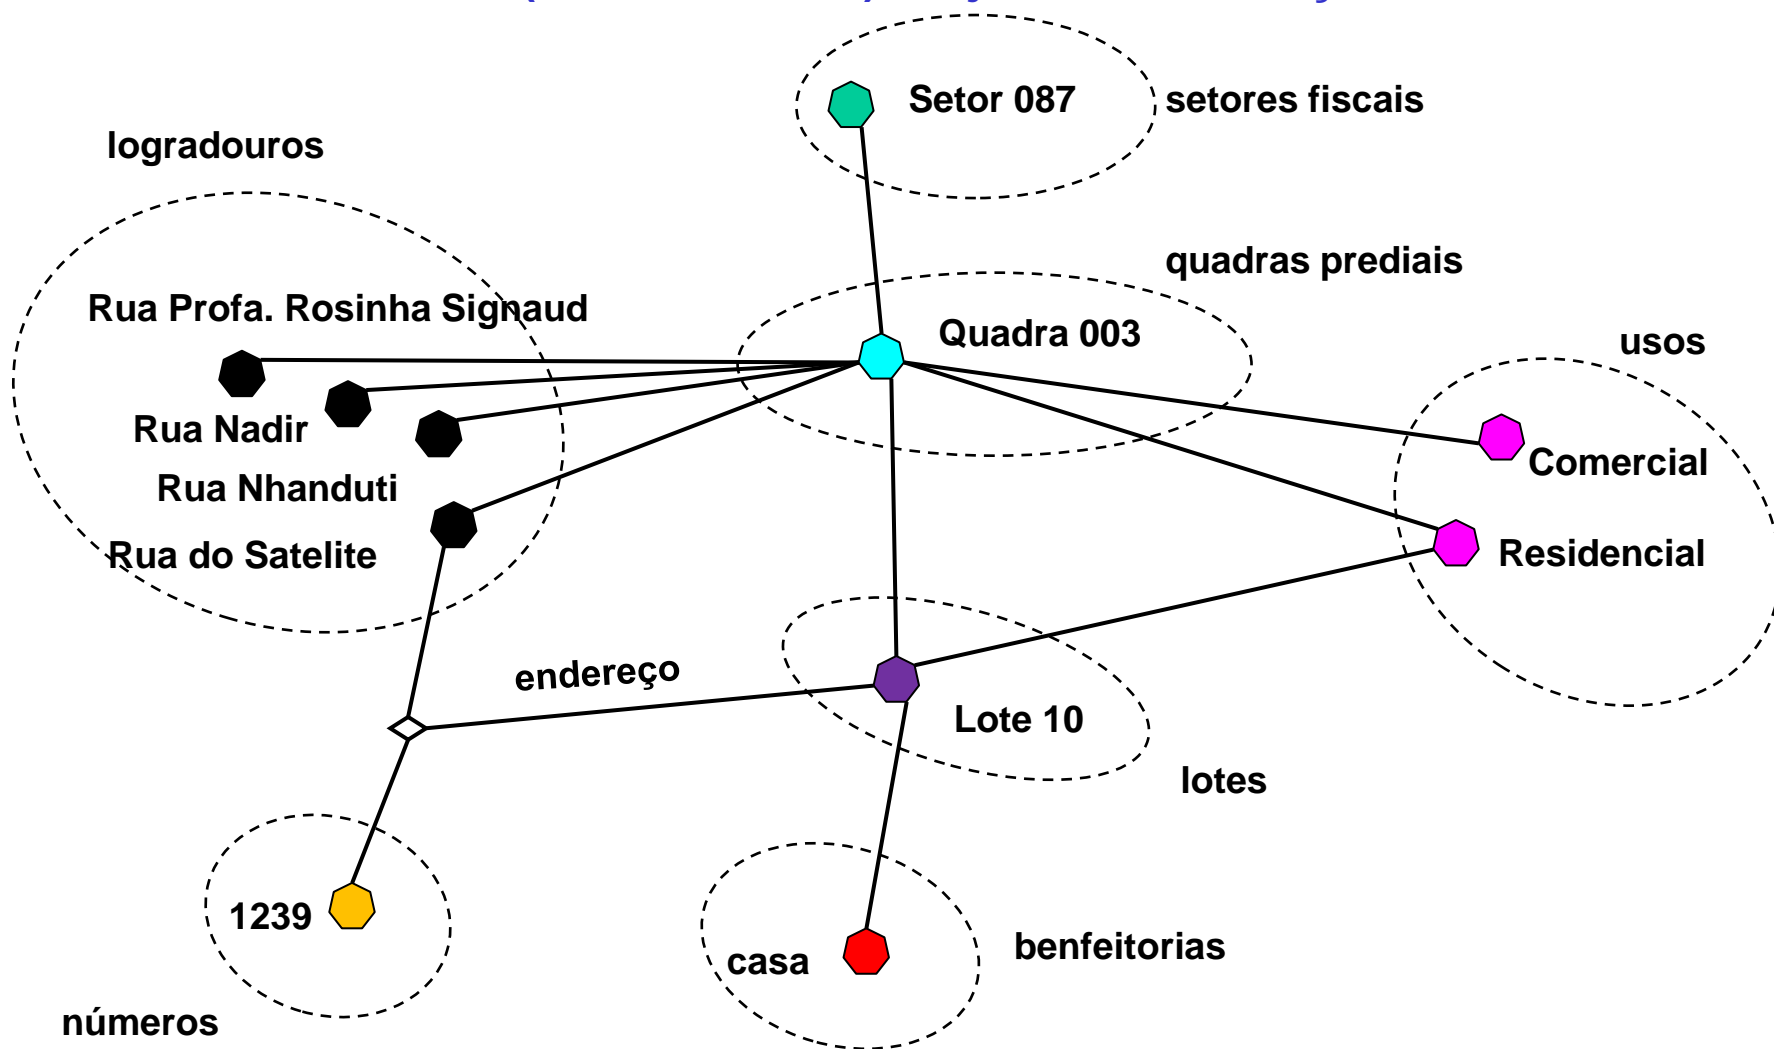 Setor 087
setores fiscais
logradouros
quadras prediais
Rua Profa. Rosinha Signaud
Quadra 003
usos
Rua Nadir
Comercial
Rua Nhanduti
Rua do Satelite
Residencial
endereço
Lote 10
lotes
1239
casa
benfeitorias
números